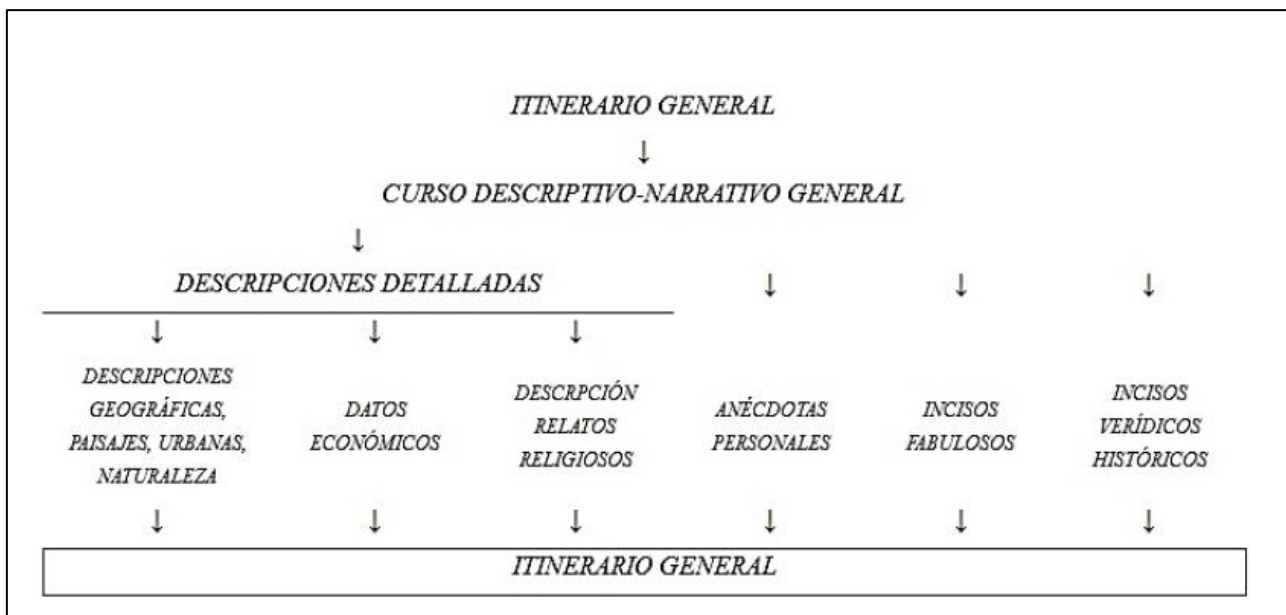 ITINERARIO GENERAL
↓
CURSO DESCRIPTIVO-NARRATIVO GENERAL
↓
DESCRIPCIONES DETALLADAS
↓ ↓ ↓
↓ ↓ ↓
DESCRIPCIONES
GEOGRÁFICAS,
PAISAJES, URBANAS,
NATURALEZA
DATOS
ECONÓMICOS
DESCRPCIÓN
RELATOS
RELIGIOSOS
ANÉCDOTAS
PERSONALES
INCISOS
FABULOSOS
INCISOS
VERÍDICOS
HISTÓRICOS
↓ ↓ ↓ ↓ ↓ ↓
ITINERARIO GENERAL